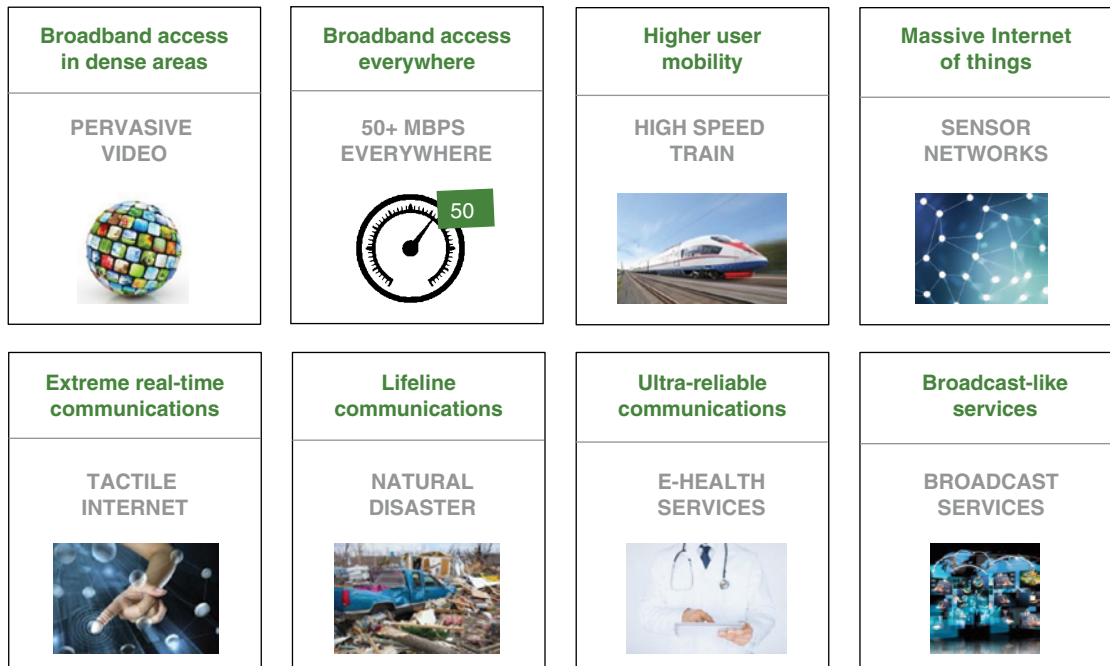 Broadband access
in dense areas
PERVASIVE
VIDEO
Broadband access
everywhere
50+ MBPS
EVERYWHERE
50
Higher user
mobility
HIGH SPEED
TRAIN
Massive Internet
of things
SENSOR
NETWORKS
Extreme real-time
communications
TACTILE
INTERNET
Lifeline
communications
NATURAL
DISASTER
Ultra-reliable
communications
E-HEALTH
SERVICES
Broadcast-like
services
BROADCAST
SERVICES